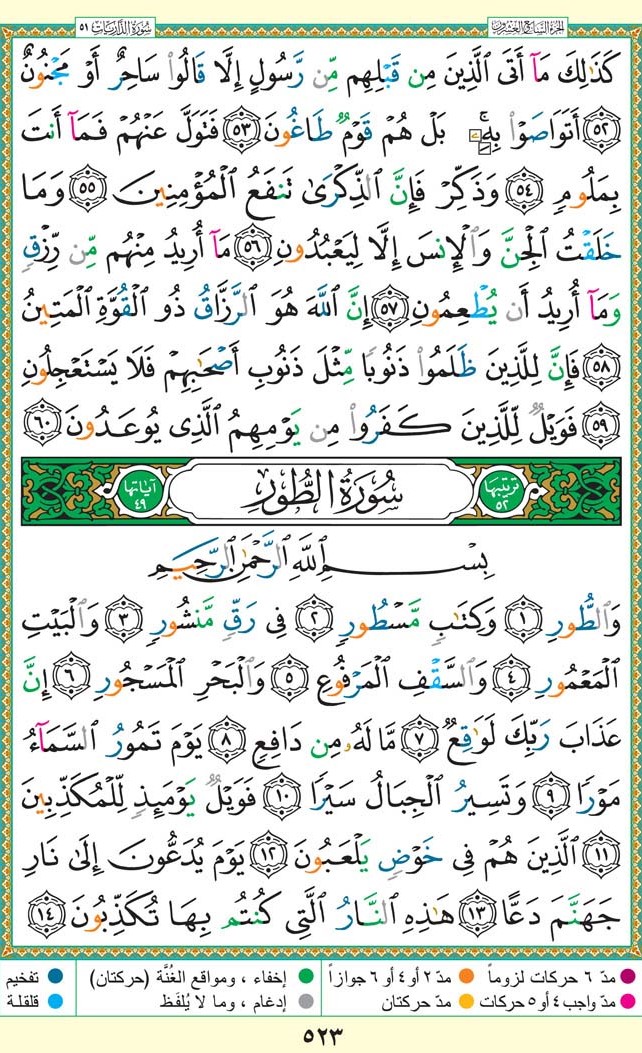 الجزء السابع والعشرون
سورة الذاريات ٥١
كَذَٰلِكَ مَآ أَتَى ٱلَّذِينَ مِن قَبْلِهِم مِّن رَّسُولٍ إِلَّا قَالُوا۟ سَاحِرٌ أَوْ مَجْنُونٌ
٥٢ أَتَوَاصَوْا۟ بِهِۦ ۚ بَلْ هُمْ قَوْمٌ طَاغُونَ ٥٣ فَتَوَلَّ عَنْهُمْ فَمَآ أَنتَ
بِمَلُومٍ ٥٤ وَذَكِّرْ فَإِنَّ ٱلذِّكْرَىٰ تَنفَعُ ٱلْمُؤْمِنِينَ ٥٥ وَمَا
خَلَقْتُ ٱلْجِنَّ وَٱلْإِنسَ إِلَّا لِيَعْبُدُونِ ٥٦ مَآ أُرِيدُ مِنْهُم مِّن رِّزْقٍ
وَمَآ أُرِيدُ أَن يُطْعِمُونِ ٥٧ إِنَّ ٱللَّهَ هُوَ ٱلرَّزَّاقُ ذُو ٱلْقُوَّةِ ٱلْمَتِينُ
٥٨ فَإِنَّ لِلَّذِينَ ظَلَمُوا۟ ذَنُوبًا مِّثْلَ ذَنُوبِ أَصْحَٰبِهِمْ فَلَا يَسْتَعْجِلُونِ
٥٩ فَوَيْلٌ لِّلَّذِينَ كَفَرُوا۟ مِن يَوْمِهِمُ ٱلَّذِى يُوعَدُونَ ٦٠
ترتيبها ٥٢
سُورَةُ الطُّورِ
آياتها ٤٩
بِسْمِ ٱللَّهِ ٱلرَّحْمَٰنِ ٱلرَّحِيمِ
وَٱلطُّورِ ١ وَكِتَٰبٍ مَّسْطُورٍ ٢ فِى رَقٍّ مَّنشُورٍ ٣ وَٱلْبَيْتِ
ٱلْمَعْمُورِ ٤ وَٱلسَّقْفِ ٱلْمَرْفُوعِ ٥ وَٱلْبَحْرِ ٱلْمَسْجُورِ ٦ إِنَّ
عَذَابَ رَبِّكَ لَوَٰقِعٌ ٧ مَّا لَهُۥ مِن دَافِعٍ ٨ يَوْمَ تَمُورُ ٱلسَّمَآءُ
مَوْرًا ٩ وَتَسِيرُ ٱلْجِبَالُ سَيْرًا ١٠ فَوَيْلٌ يَوْمَئِذٍ لِّلْمُكَذِّبِينَ
١١ ٱلَّذِينَ هُمْ فِى خَوْضٍ يَلْعَبُونَ ١٢ يَوْمَ يُدَعُّونَ إِلَىٰ نَارِ
جَهَنَّمَ دَعًّا ١٣ هَٰذِهِ ٱلنَّارُ ٱلَّتِى كُنتُم بِهَا تُكَذِّبُونَ ١٤
مدّ ٦ حركات لزوماً
مدّ ٢ أو ٤ أو ٦ جوازاً
إخفاء ، ومواقع الغُنَّة (حركتان)
تفخيم
مدّ واجب ٤ أو ٥ حركات
مدّ حركتان
إدغام ، وما لا يُلفَظ
قلقلة
٥٢٣